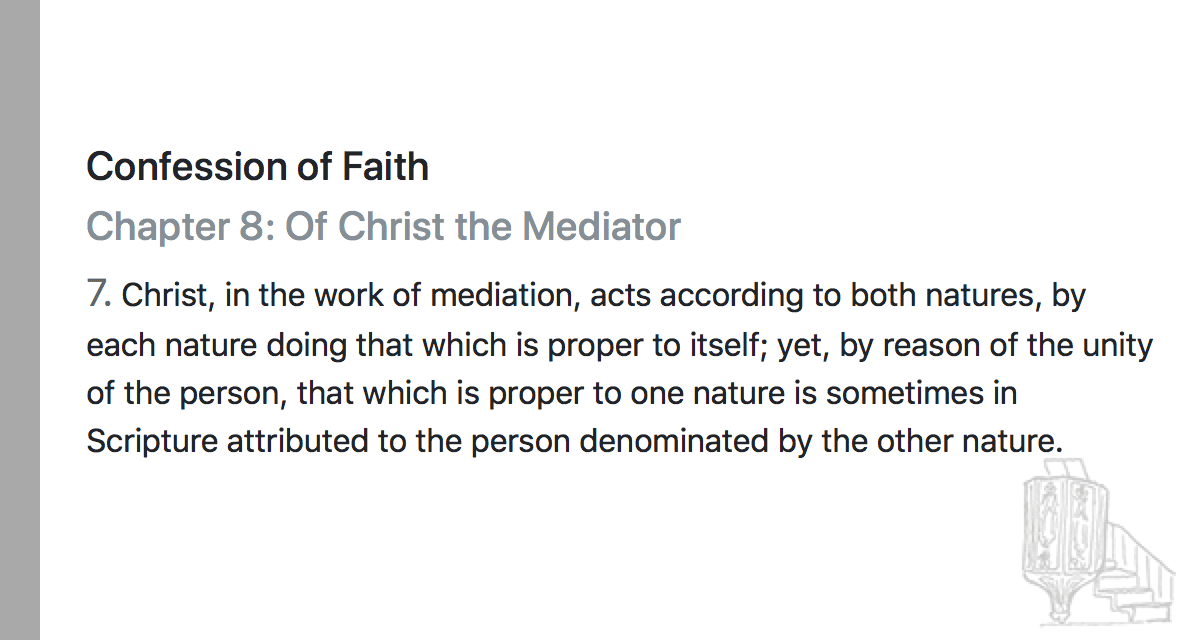 Confession of Faith
Chapter 8: Of Christ the Mediator
7. Christ, in the work of mediation, acts according to both natures, by
each nature doing that which is proper to itself; yet, by reason of the unity
of the person, that which is proper to one nature is sometimes in
Scripture attributed to the person denominated by the other nature.